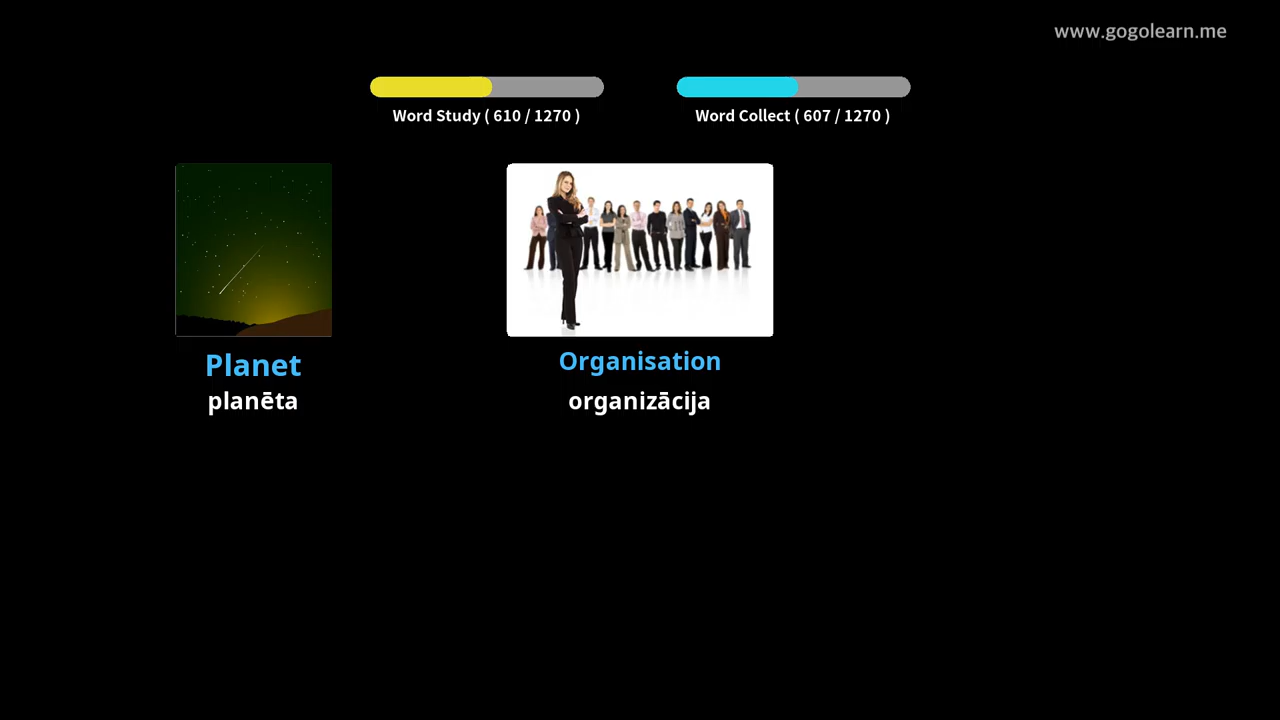 www.gogolearn.me
Word Study ( 610 / 1270 )
Word Collect ( 607 / 1270 )
Planet
planēta
Organisation
organizācija